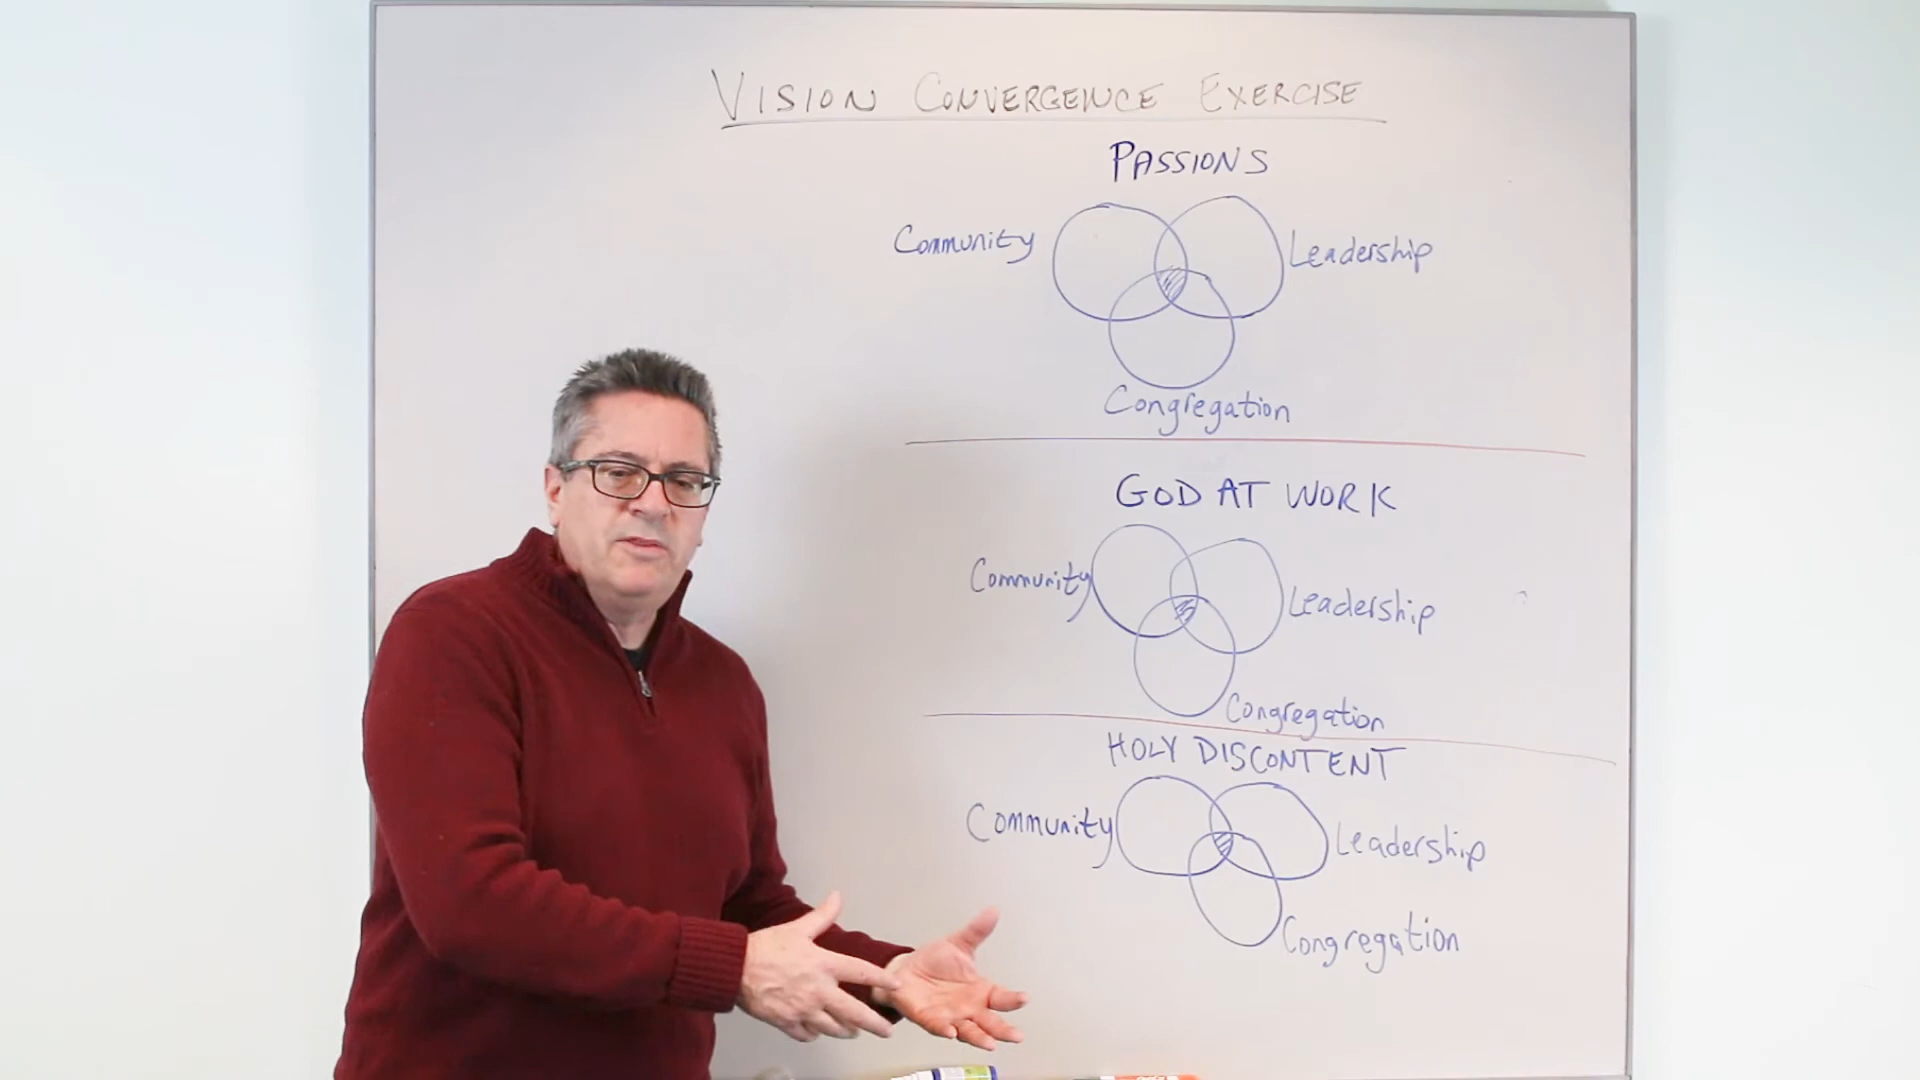 VISION CONVERGENCE EXERCISE
PASSIONS
Community
Leadership
Congregation
GOD AT WORK
Community
Leadership
Congregation
HOLY DISCONTENT
Community
Leadership
Congregation